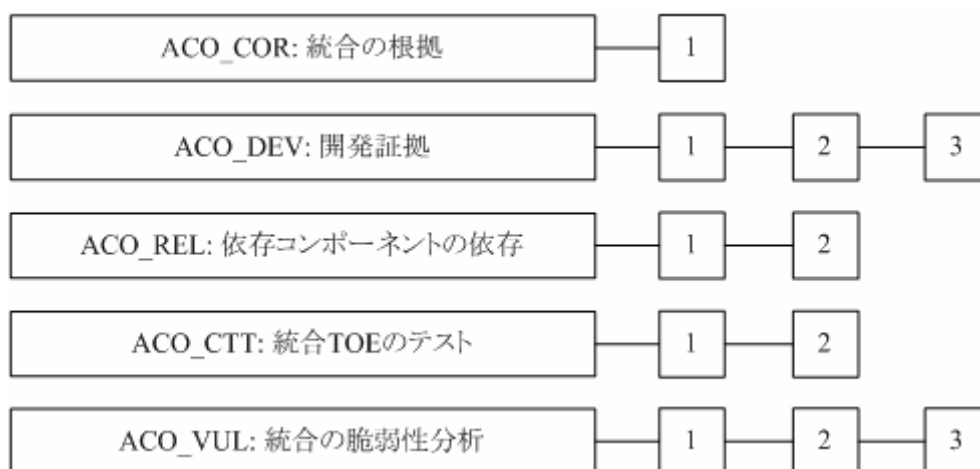 ACO_COR: 統合の根拠 1
ACO_DEV: 開発証拠 1 2 3
ACO_REL: 依存コンポーネントの依存 1 2
ACO_CTT: 統合TOEのテスト 1 2
ACO_VUL: 統合の脆弱性分析 1 2 3